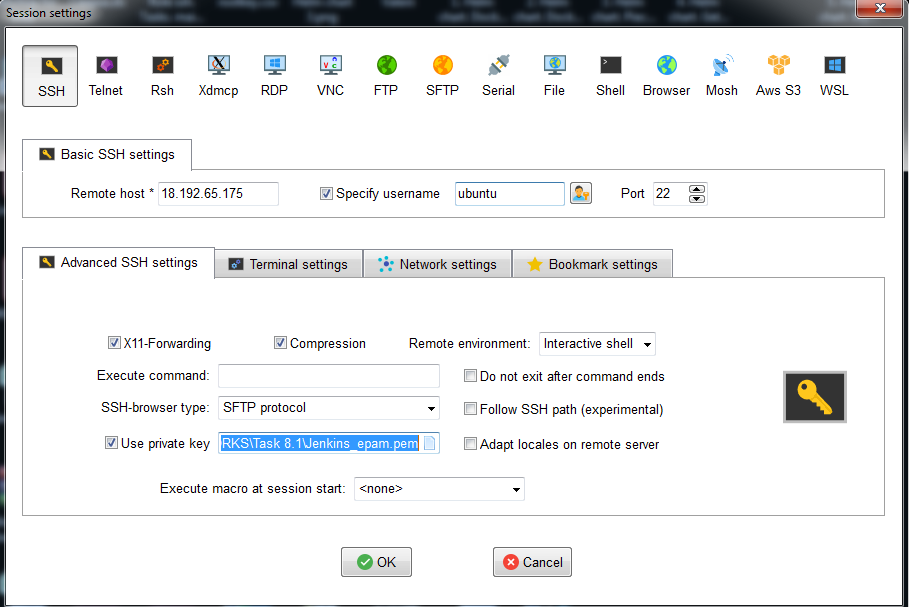 Session settings
SSH Telnet Rsh Xdmcp RDP VNC FTP SFTP Serial File Shell Browser Mosh Aws S3 WSL
Basic SSH settings
Remote host * 18.192.65.175 Specify username ubuntu Port 22
Advanced SSH settings Terminal settings Network settings Bookmark settings
X11-Forwarding Compression Remote environment: Interactive shell
Execute command: Do not exit after command ends
SSH-browser type: SFTP protocol Follow SSH path (experimental)
Use private key RKS\Task 8.1\Jenkins_epam.pem Adapt locales on remote server
Execute macro at session start: <none>
OK Cancel